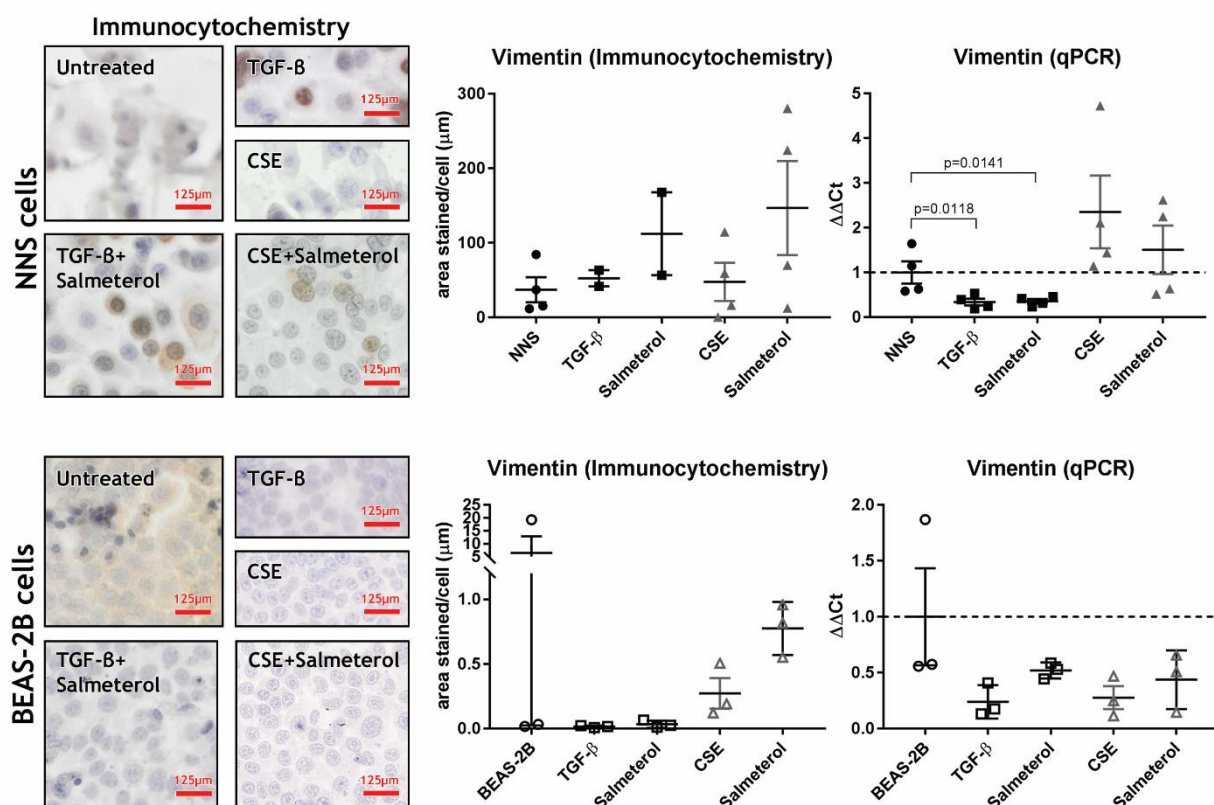 Immunocytochemistry
NNS cells
Untreated
125µm
TGF-ß
125µm
CSE
125µm
TGF-ß+
Salmeterol
125µm
CSE+Salmeterol
125µm
Vimentin (Immunocytochemistry)
area stained/cell (µm)
300
200
100
0
NNS
TGF-β
Salmeterol
CSE
Salmeterol
Vimentin (qPCR)
ΔΔCt
5
4
3
2
1
0
p=0.0141
p=0.0118
NNS
TGF-β
Salmeterol
CSE
Salmeterol
BEAS-2B cells
Untreated
125µm
TGF-ß
125µm
CSE
125µm
TGF-ß+
Salmeterol
125µm
CSE+Salmeterol
125µm
Vimentin (Immunocytochemistry)
area stained/cell (µm)
25
20
15
10
5
1.0
0.5
0.0
BEAS-2B
TGF-β
Salmeterol
CSE
Salmeterol
Vimentin (qPCR)
ΔΔCt
2.0
1.5
1.0
0.5
0.0
BEAS-2B
TGF-β
Salmeterol
CSE
Salmeterol